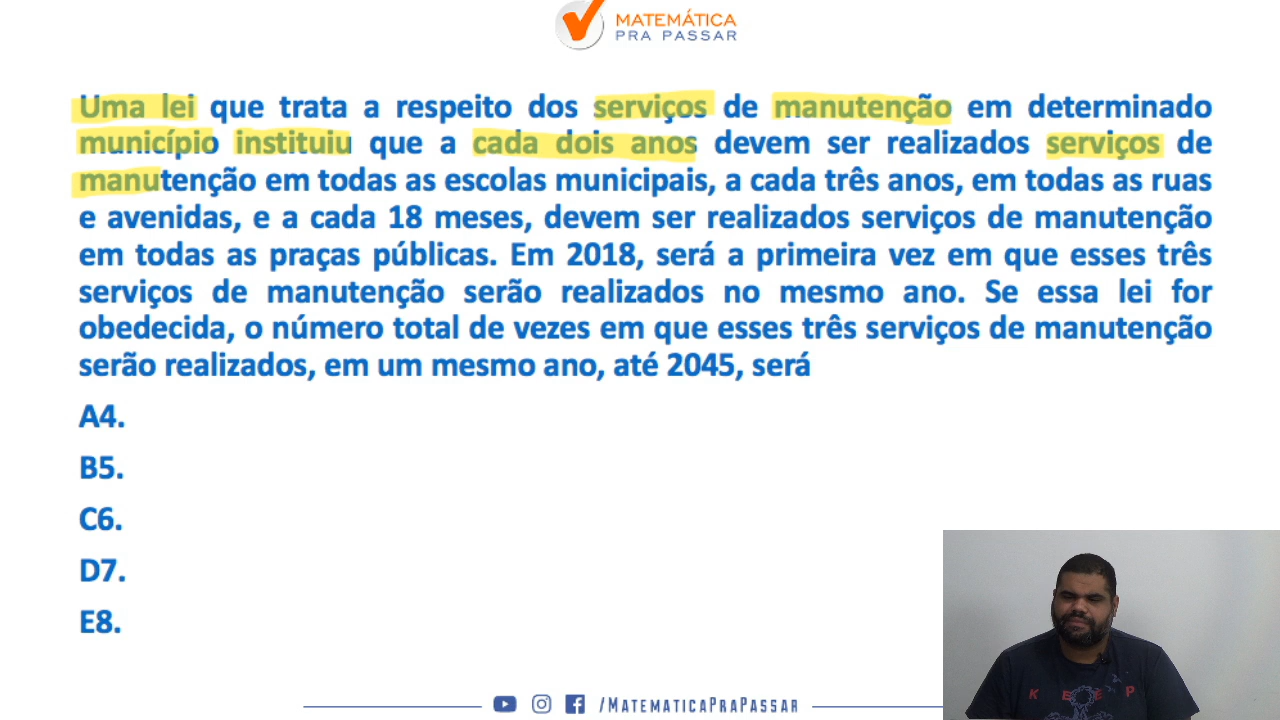 MATEMÁTICA
PRA PASSAR
Uma lei que trata a respeito dos serviços de manutenção em determinado
município instituiu que a cada dois anos devem ser realizados serviços de
manutenção em todas as escolas municipais, a cada três anos, em todas as ruas
e avenidas, e a cada 18 meses, devem ser realizados serviços de manutenção
em todas as praças públicas. Em 2018, será a primeira vez em que esses três
serviços de manutenção serão realizados no mesmo ano. Se essa lei for
obedecida, o número total de vezes em que esses três serviços de manutenção
serão realizados, em um mesmo ano, até 2045, será
A4.
B5.
C6.
D7.
E8.
KEEP
/MATEMATICAPRAPASSAR